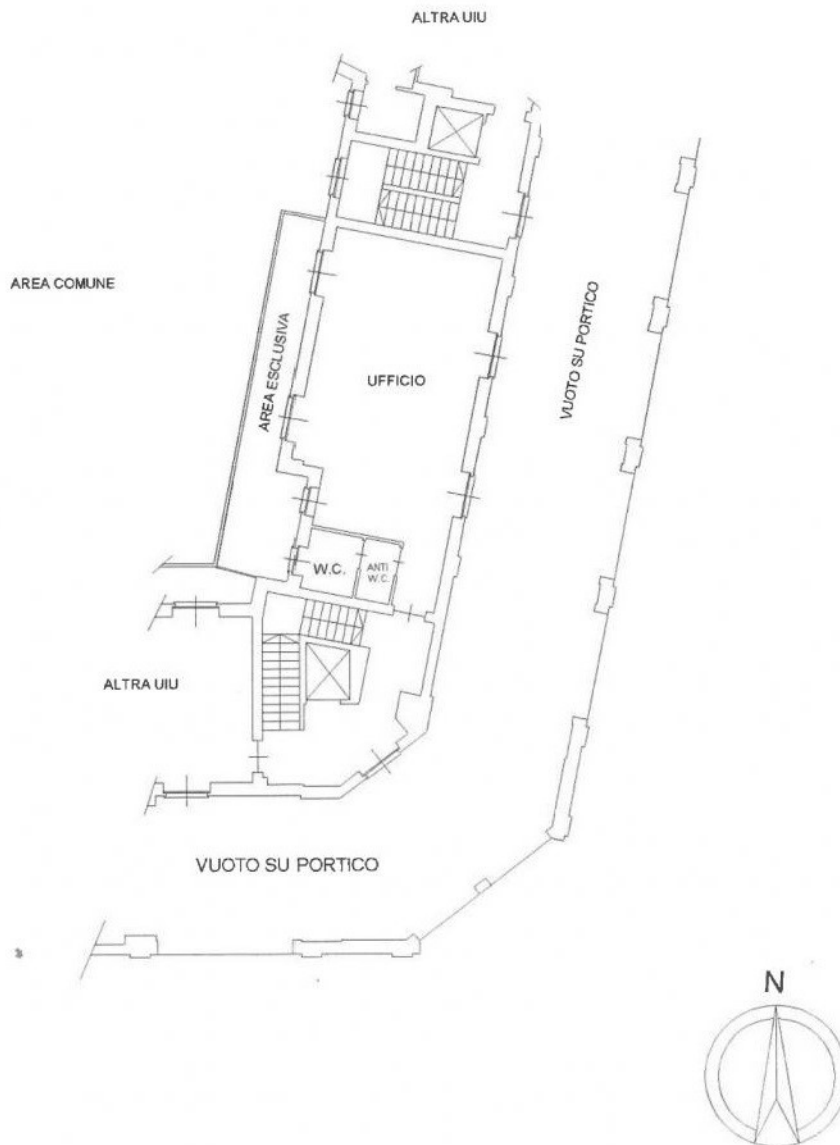 ALTRA UIU
AREA COMUNE
AREA ESCLUSIVA
UFFICIO
VUOTO SU PORTICO
W.C.
ANTI
W.C.
ALTRA UIU
VUOTO SU PORTICO
N